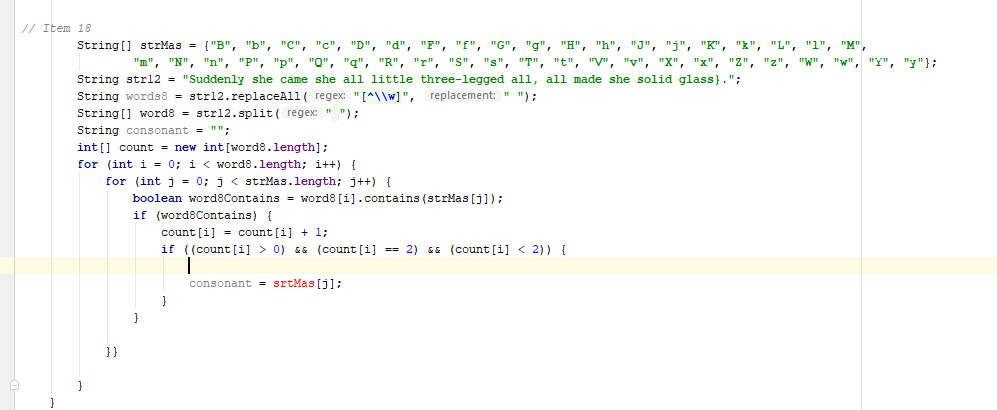 // Item 18
String[] strMas = {"B", "b", "C", "c", "D", "d", "F", "f", "G", "g", "H", "h", "J", "j", "K", "k", "L", "l", "M",
"m", "N", "n", "P", "p", "Q", "q", "R", "r", "S", "s", "T", "t", "V", "v", "X", "x", "Z", "z", "W", "w", "Y", "y"};
String str12 = "Suddenly she came she all little three-legged all, all made she solid glass}.";
String words8 = str12.replaceAll( regex: "[^\\w]", replacement: " ");
String[] word8 = str12.split( regex: " ");
String consonant = "";
int[] count = new int[word8.length];
for (int i = 0; i < word8.length; i++) {
for (int j = 0; j < strMas.length; j++) {
boolean word8Contains = word8[i].contains(strMas[j]);
if (word8Contains) {
count[i] = count[i] + 1;
if ((count[i] > 0) && (count[i] == 2) && (count[i] < 2)) {
consonant = srtMas[j];
}
}
}}
}
}